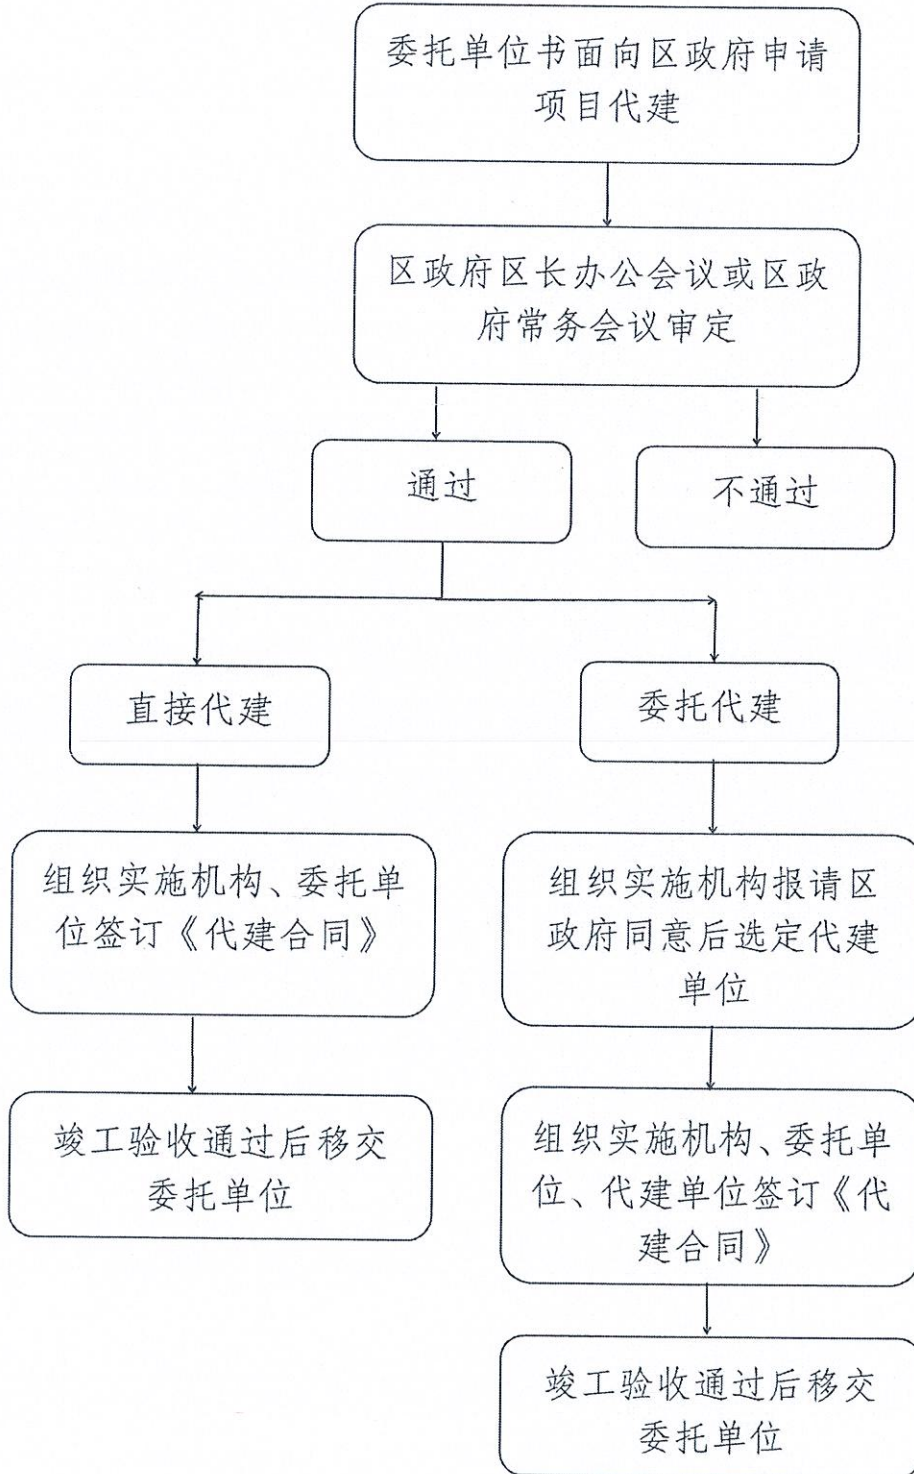 委托单位书面向区政府申请
项目代建
区政府区长办公会议或区政
府常务会议审定
通过
不通过
直接代建
委托代建
组织实施机构、委托单
位签订《代建合同》
组织实施机构报请区
政府同意后选定代建
单位
竣工验收通过后移交
委托单位
组织实施机构、委托单
位、代建单位签订《代
建合同》
竣工验收通过后移交
委托单位